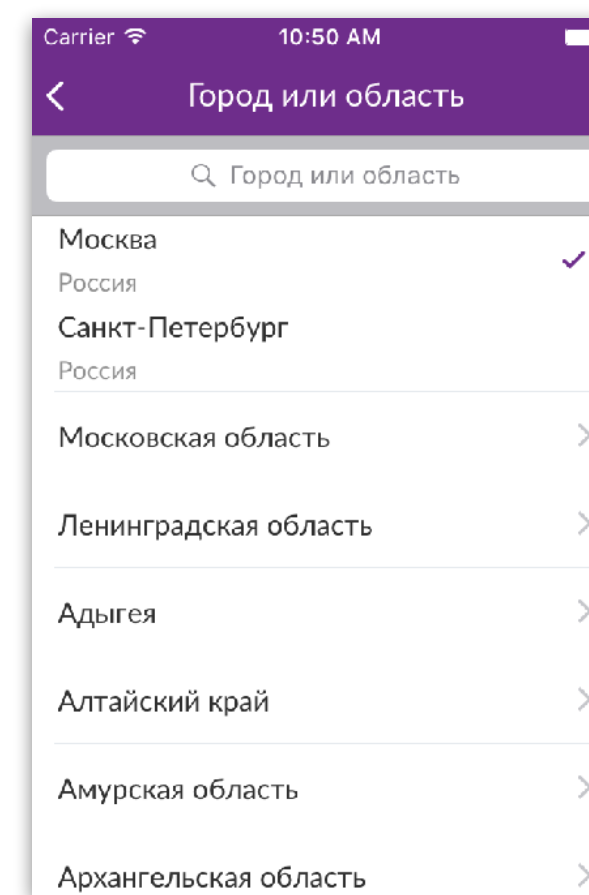 Carrier 10:50 AM
Город или область
Город или область
Москва
Россия
Санкт-Петербург
Россия
Московская область
Ленинградская область
Адыгея
Алтайский край
Амурская область
Архангельская область